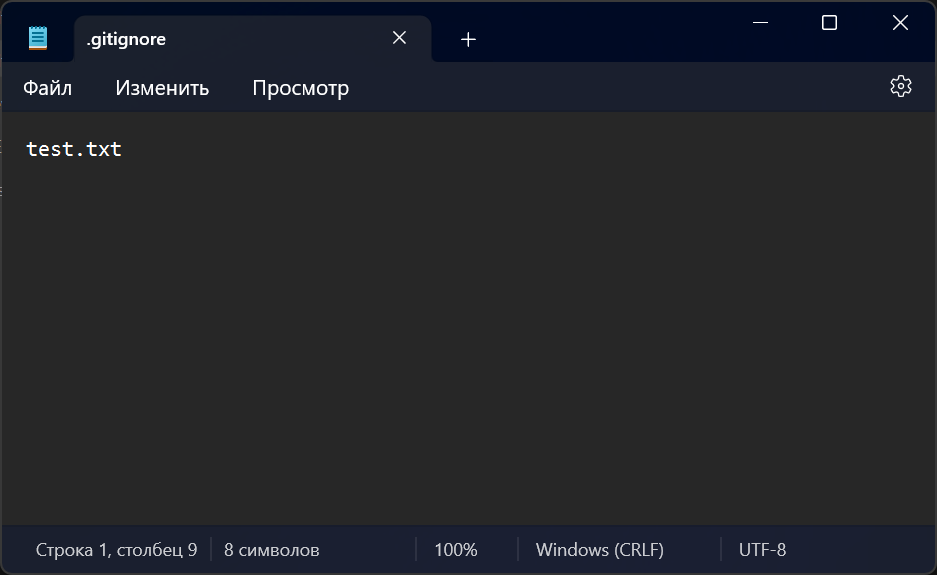 .gitignore
Файл Изменить Просмотр
test.txt
Строка 1, столбец 9 8 символов 100% Windows (CRLF) UTF-8